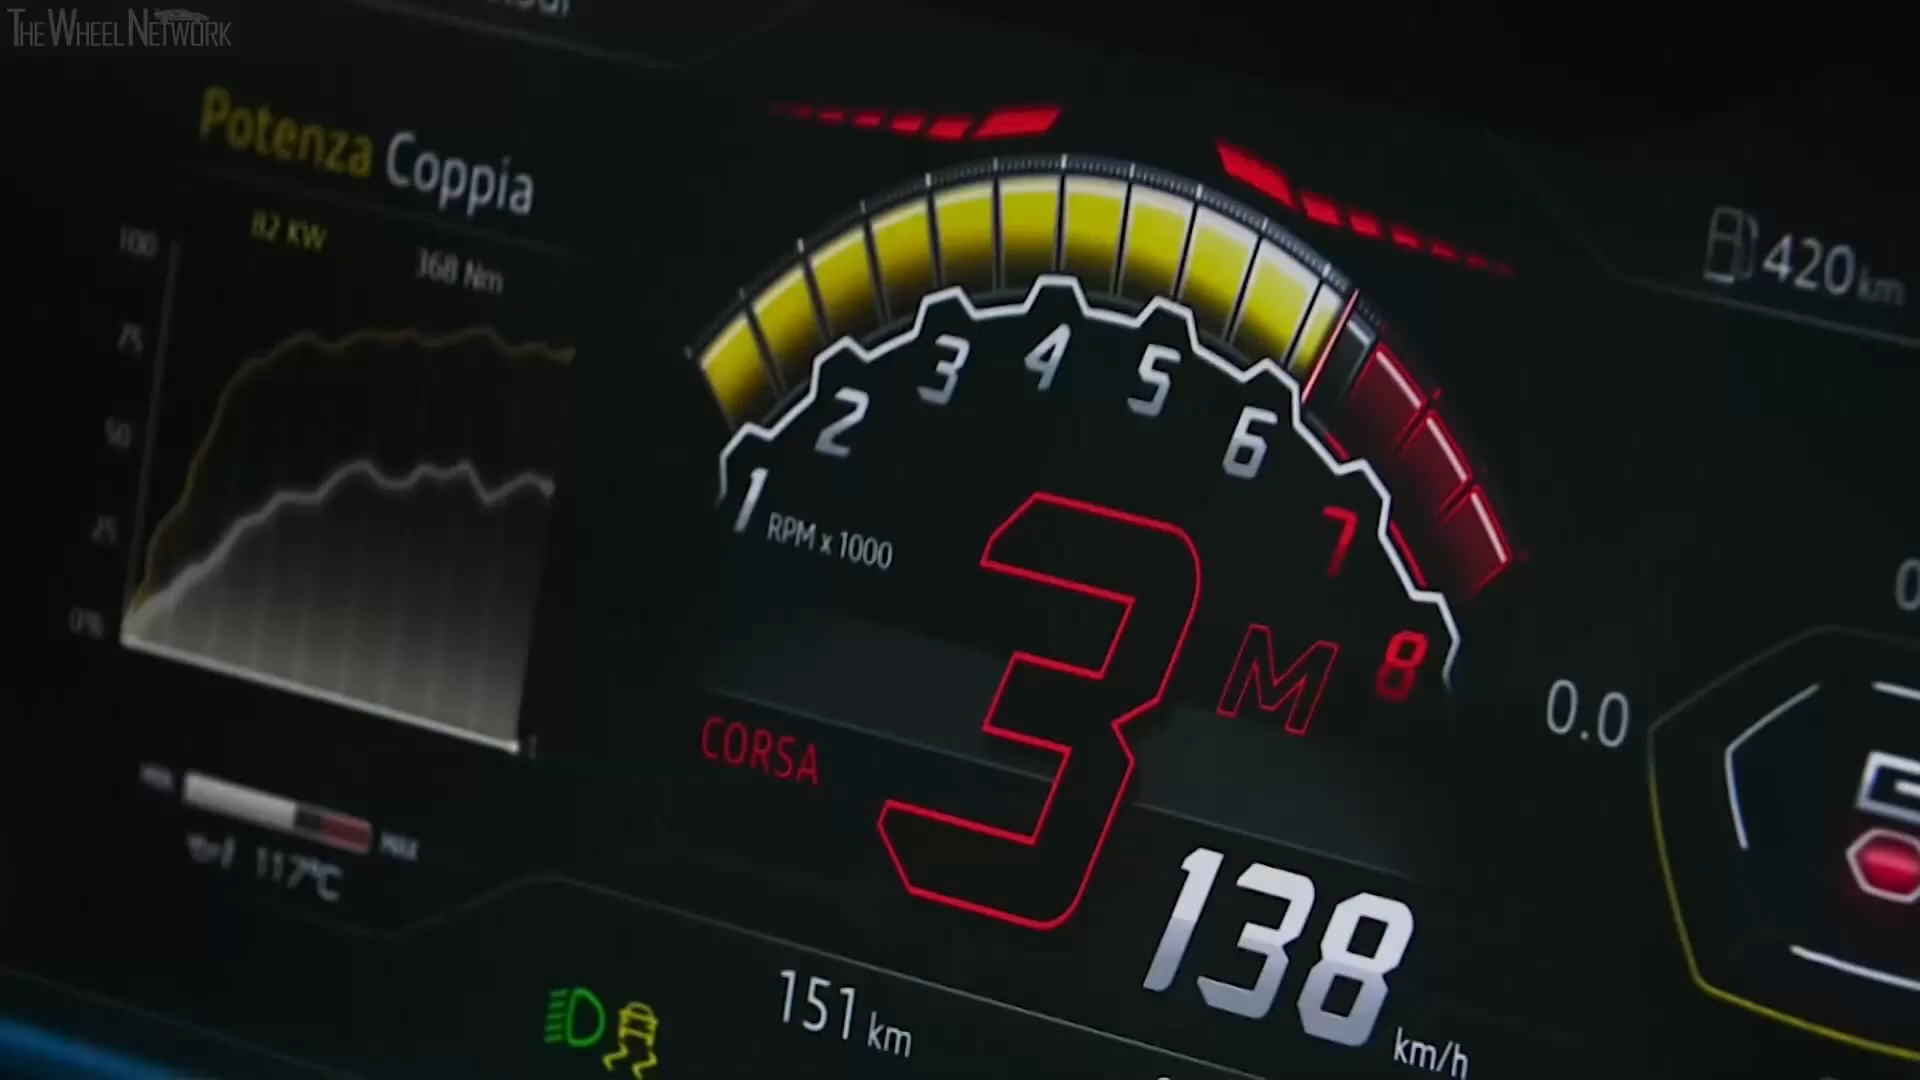 THE WHEEL NETWORK
Potenza Coppia
82 KW
368 Nm
100
75
50
25
0%
MAX
117°C
1
2
3
4
5
6
7
8
RPM x 1000
3
M
CORSA
138
km/h
151 km
420 km
0.0